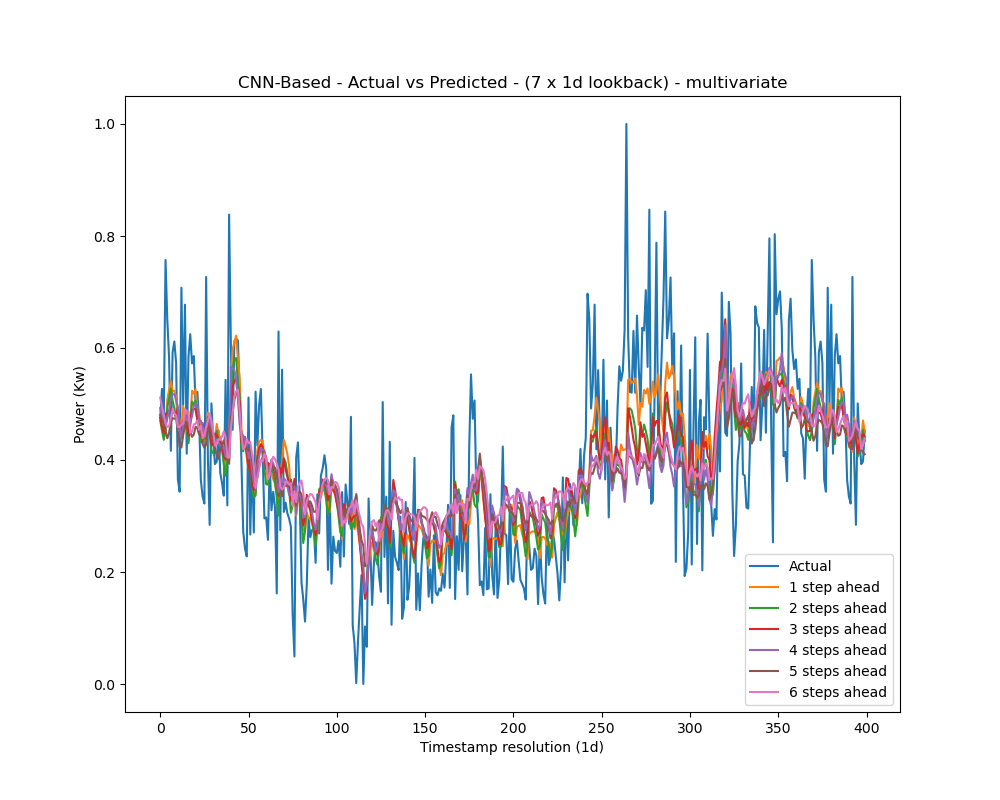 CNN-Based - Actual vs Predicted - (7 x 1d lookback) - multivariate
Power (Kw)
1.0
0.8
0.6
0.4
0.2
0.0
0 50 100 150 200 250 300 350 400
Timestamp resolution (1d)
Actual
1 step ahead
2 steps ahead
3 steps ahead
4 steps ahead
5 steps ahead
6 steps ahead